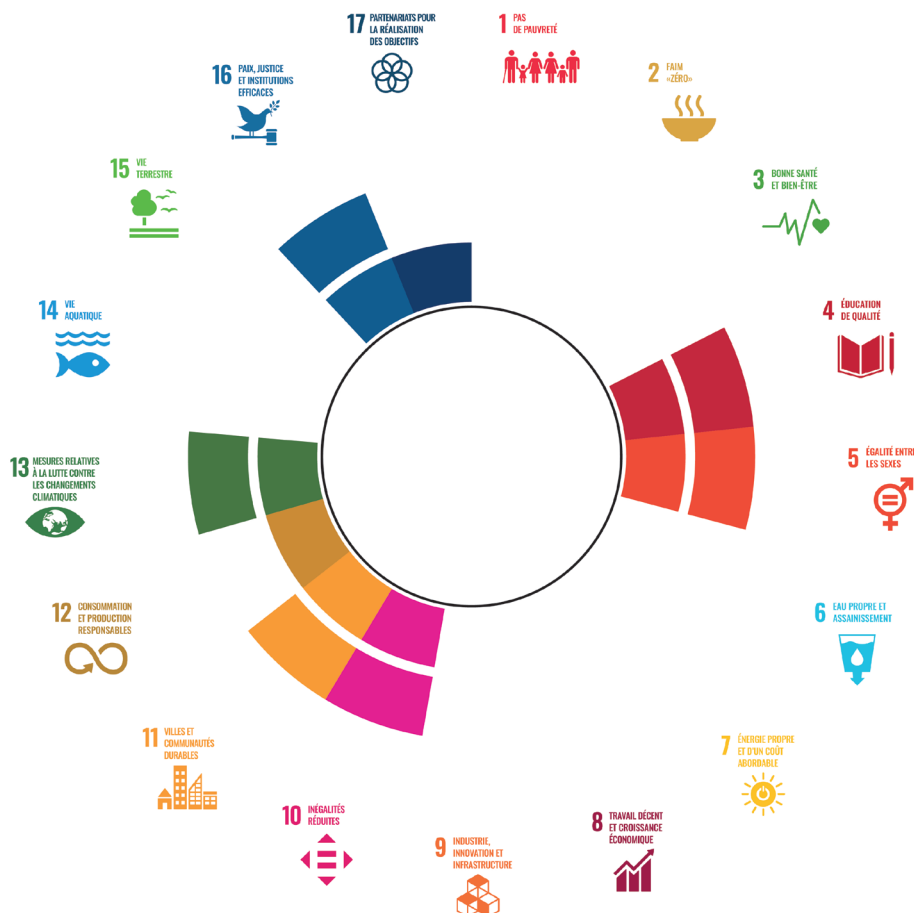 1 PAS
DE PAUVRETÉ
2 FAIM
«ZÉRO»
3 BONNE SANTÉ
ET BIEN-ÊTRE
4 ÉDUCATION
DE QUALITÉ
5 ÉGALITÉ ENTRE
LES SEXES
6 EAU PROPRE ET
ASSAINISSEMENT
7 ÉNERGIE PROPRE
ET D'UN COÛT
ABORDABLE
8 TRAVAIL DÉCENT
ET CROISSANCE
ÉCONOMIQUE
9 INDUSTRIE,
INNOVATION ET
INFRASTRUCTURE
10 INÉGALITÉS
RÉDUITES
11 VILLES ET
COMMUNAUTÉS
DURABLES
12 CONSOMMATION
ET PRODUCTION
RESPONSABLES
13 MESURES RELATIVES
À LA LUTTE CONTRE
LES CHANGEMENTS
CLIMATIQUES
14 VIE
AQUATIQUE
15 VIE
TERRESTRE
16 PAIX, JUSTICE
ET INSTITUTIONS
EFFICACES
17 PARTENARIATS POUR
LA RÉALISATION
DES OBJECTIFS